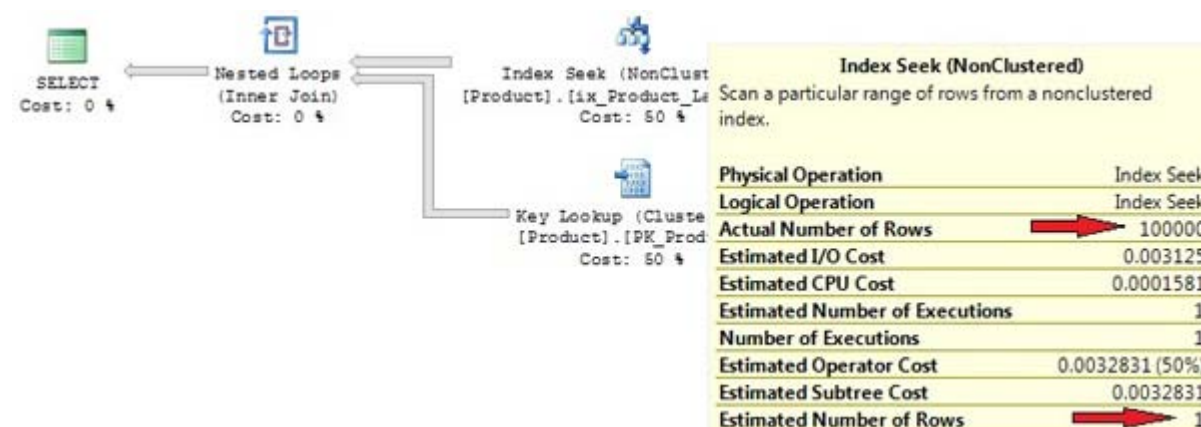 SELECT
Cost: 0 %
Nested Loops
(Inner Join)
Cost: 0 %
Index Seek (NonClust
[Product].[ix_Product_La
Cost: 50 %
Key Lookup (Cluste
[Product].[PK_Prod
Cost: 50 %
Index Seek (NonClustered)
Scan a particular range of rows from a nonclustered
index.
Physical Operation Index Seek
Logical Operation Index Seek
Actual Number of Rows 100000
Estimated I/O Cost 0.003125
Estimated CPU Cost 0.0001581
Estimated Number of Executions 1
Number of Executions 1
Estimated Operator Cost 0.0032831 (50%
Estimated Subtree Cost 0.0032831
Estimated Number of Rows 1